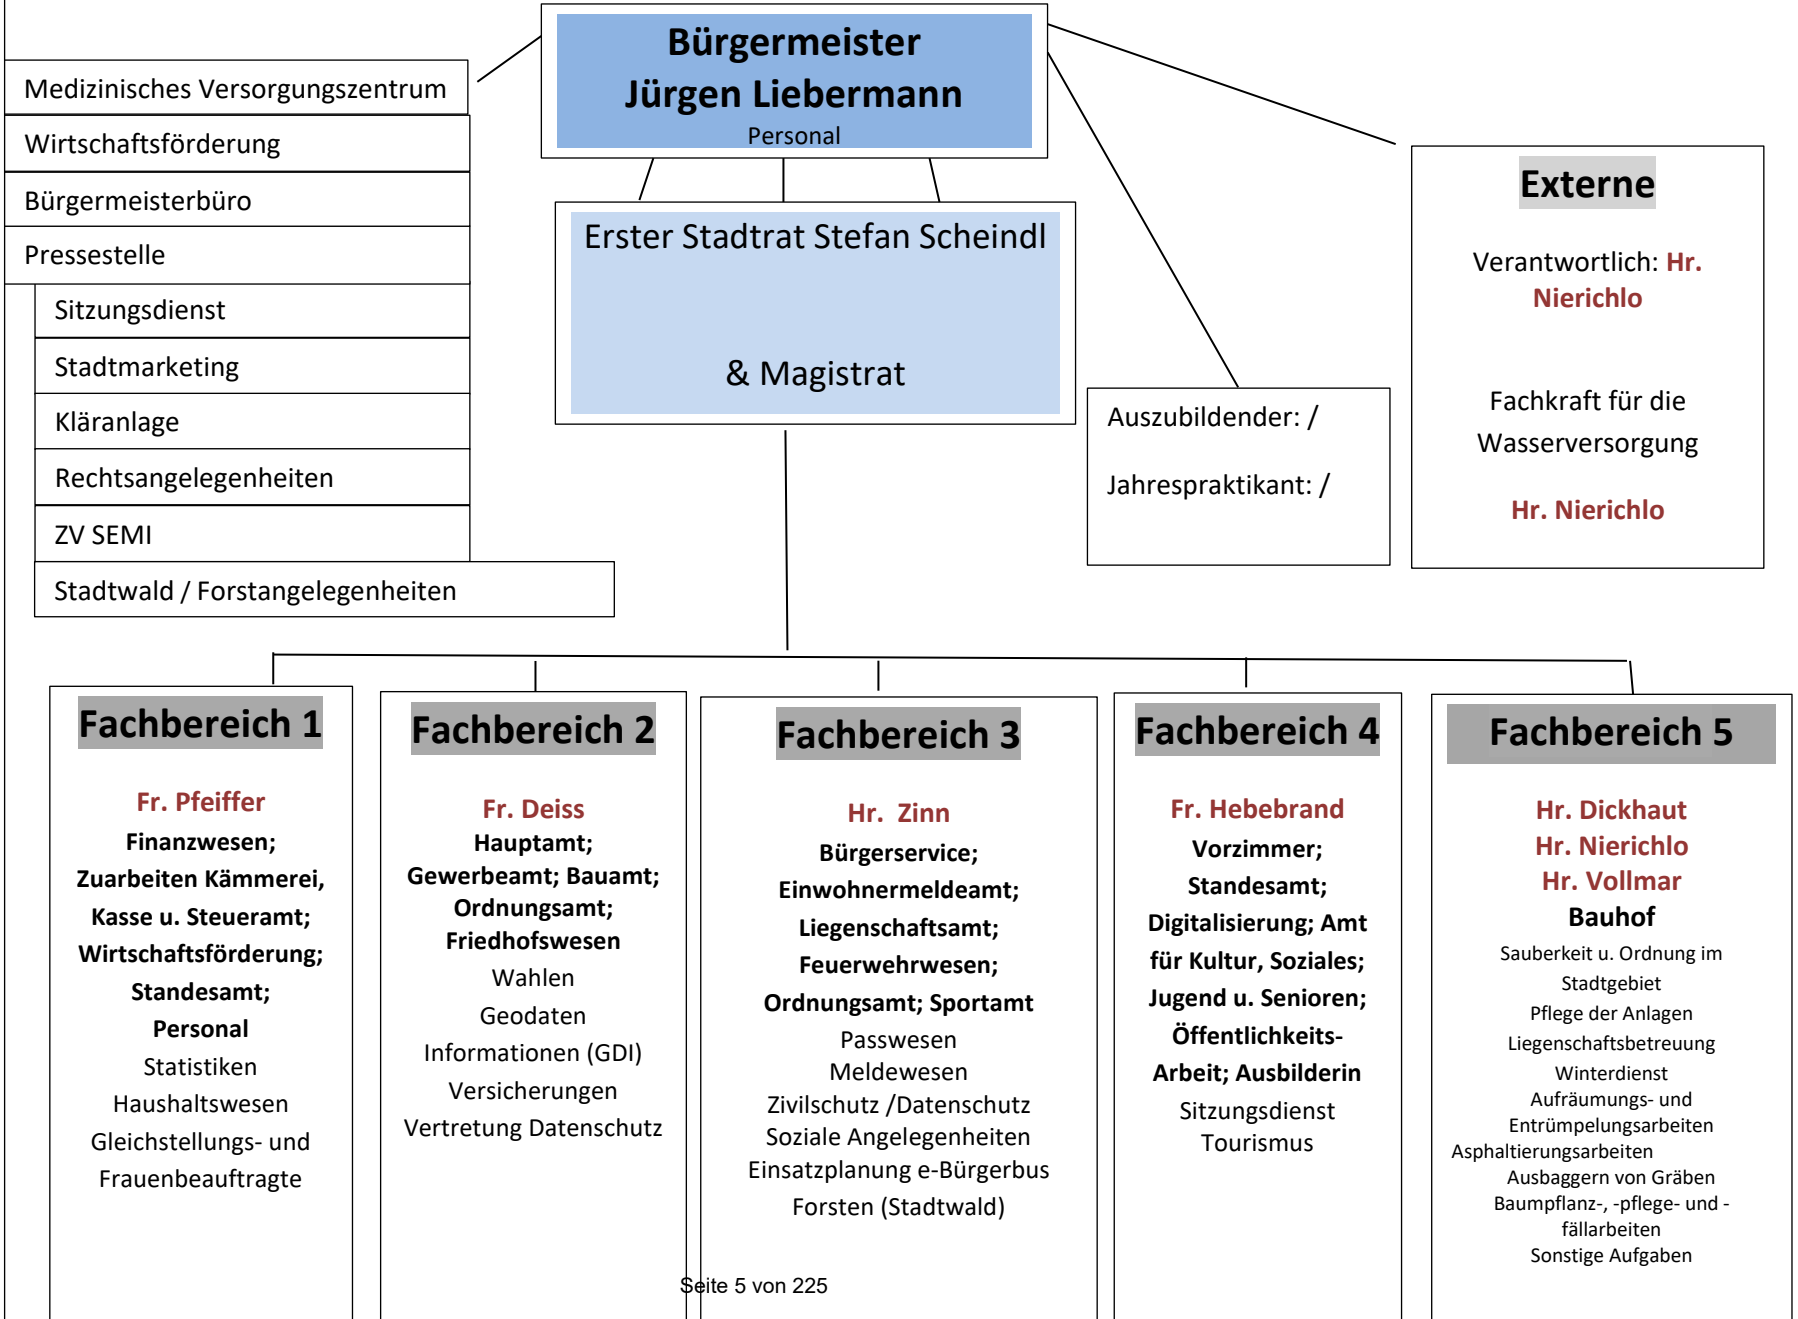 Bürgermeister
Jürgen Liebermann
Personal
Medizinisches Versorgungszentrum
Wirtschaftsförderung
Bürgermeisterbüro
Pressestelle
Sitzungsdienst
Stadtmarketing
Kläranlage
Rechtsangelegenheiten
ZV SEMI
Stadtwald / Forstangelegenheiten
Erster Stadtrat Stefan Scheindl
& Magistrat
Auszubildender: /
Jahrespraktikant: /
Externe
Verantwortlich: Hr.
Nierichlo
Fachkraft für die
Wasserversorgung
Hr. Nierichlo
Fachbereich 1
Fr. Pfeiffer
Finanzwesen;
Zuarbeiten Kämmerei,
Kasse u. Steueramt;
Wirtschaftsförderung;
Standesamt;
Personal
Statistiken
Haushaltswesen
Gleichstellungs- und
Frauenbeauftragte
Fachbereich 2
Fr. Deiss
Hauptamt;
Gewerbeamt; Bauamt;
Ordnungsamt;
Friedhofswesen
Wahlen
Geodaten
Informationen (GDI)
Versicherungen
Vertretung Datenschutz
Fachbereich 3
Hr. Zinn
Bürgerservice;
Einwohnermeldeamt;
Liegenschaftsamt;
Feuerwehrwesen;
Ordnungsamt; Sportamt
Passwesen
Meldewesen
Zivilschutz /Datenschutz
Soziale Angelegenheiten
Einsatzplanung e-Bürgerbus
Forsten (Stadtwald)
Fachbereich 4
Fr. Hebebrand
Vorzimmer;
Standesamt;
Digitalisierung; Amt
für Kultur, Soziales;
Jugend u. Senioren;
Öffentlichkeits-
Arbeit; Ausbilderin
Sitzungsdienst
Tourismus
Fachbereich 5
Hr. Dickhaut
Hr. Nierichlo
Hr. Vollmar
Bauhof
Sauberkeit u. Ordnung im
Stadtgebiet
Pflege der Anlagen
Liegenschaftsbetreuung
Winterdienst
Aufräumungs- und
Entrümpelungsarbeiten
Asphaltierungsarbeiten
Ausbaggern von Gräben
Baumpflanz-, -pflege- und -
fällarbeiten
Sonstige Aufgaben
Seite 5 von 225